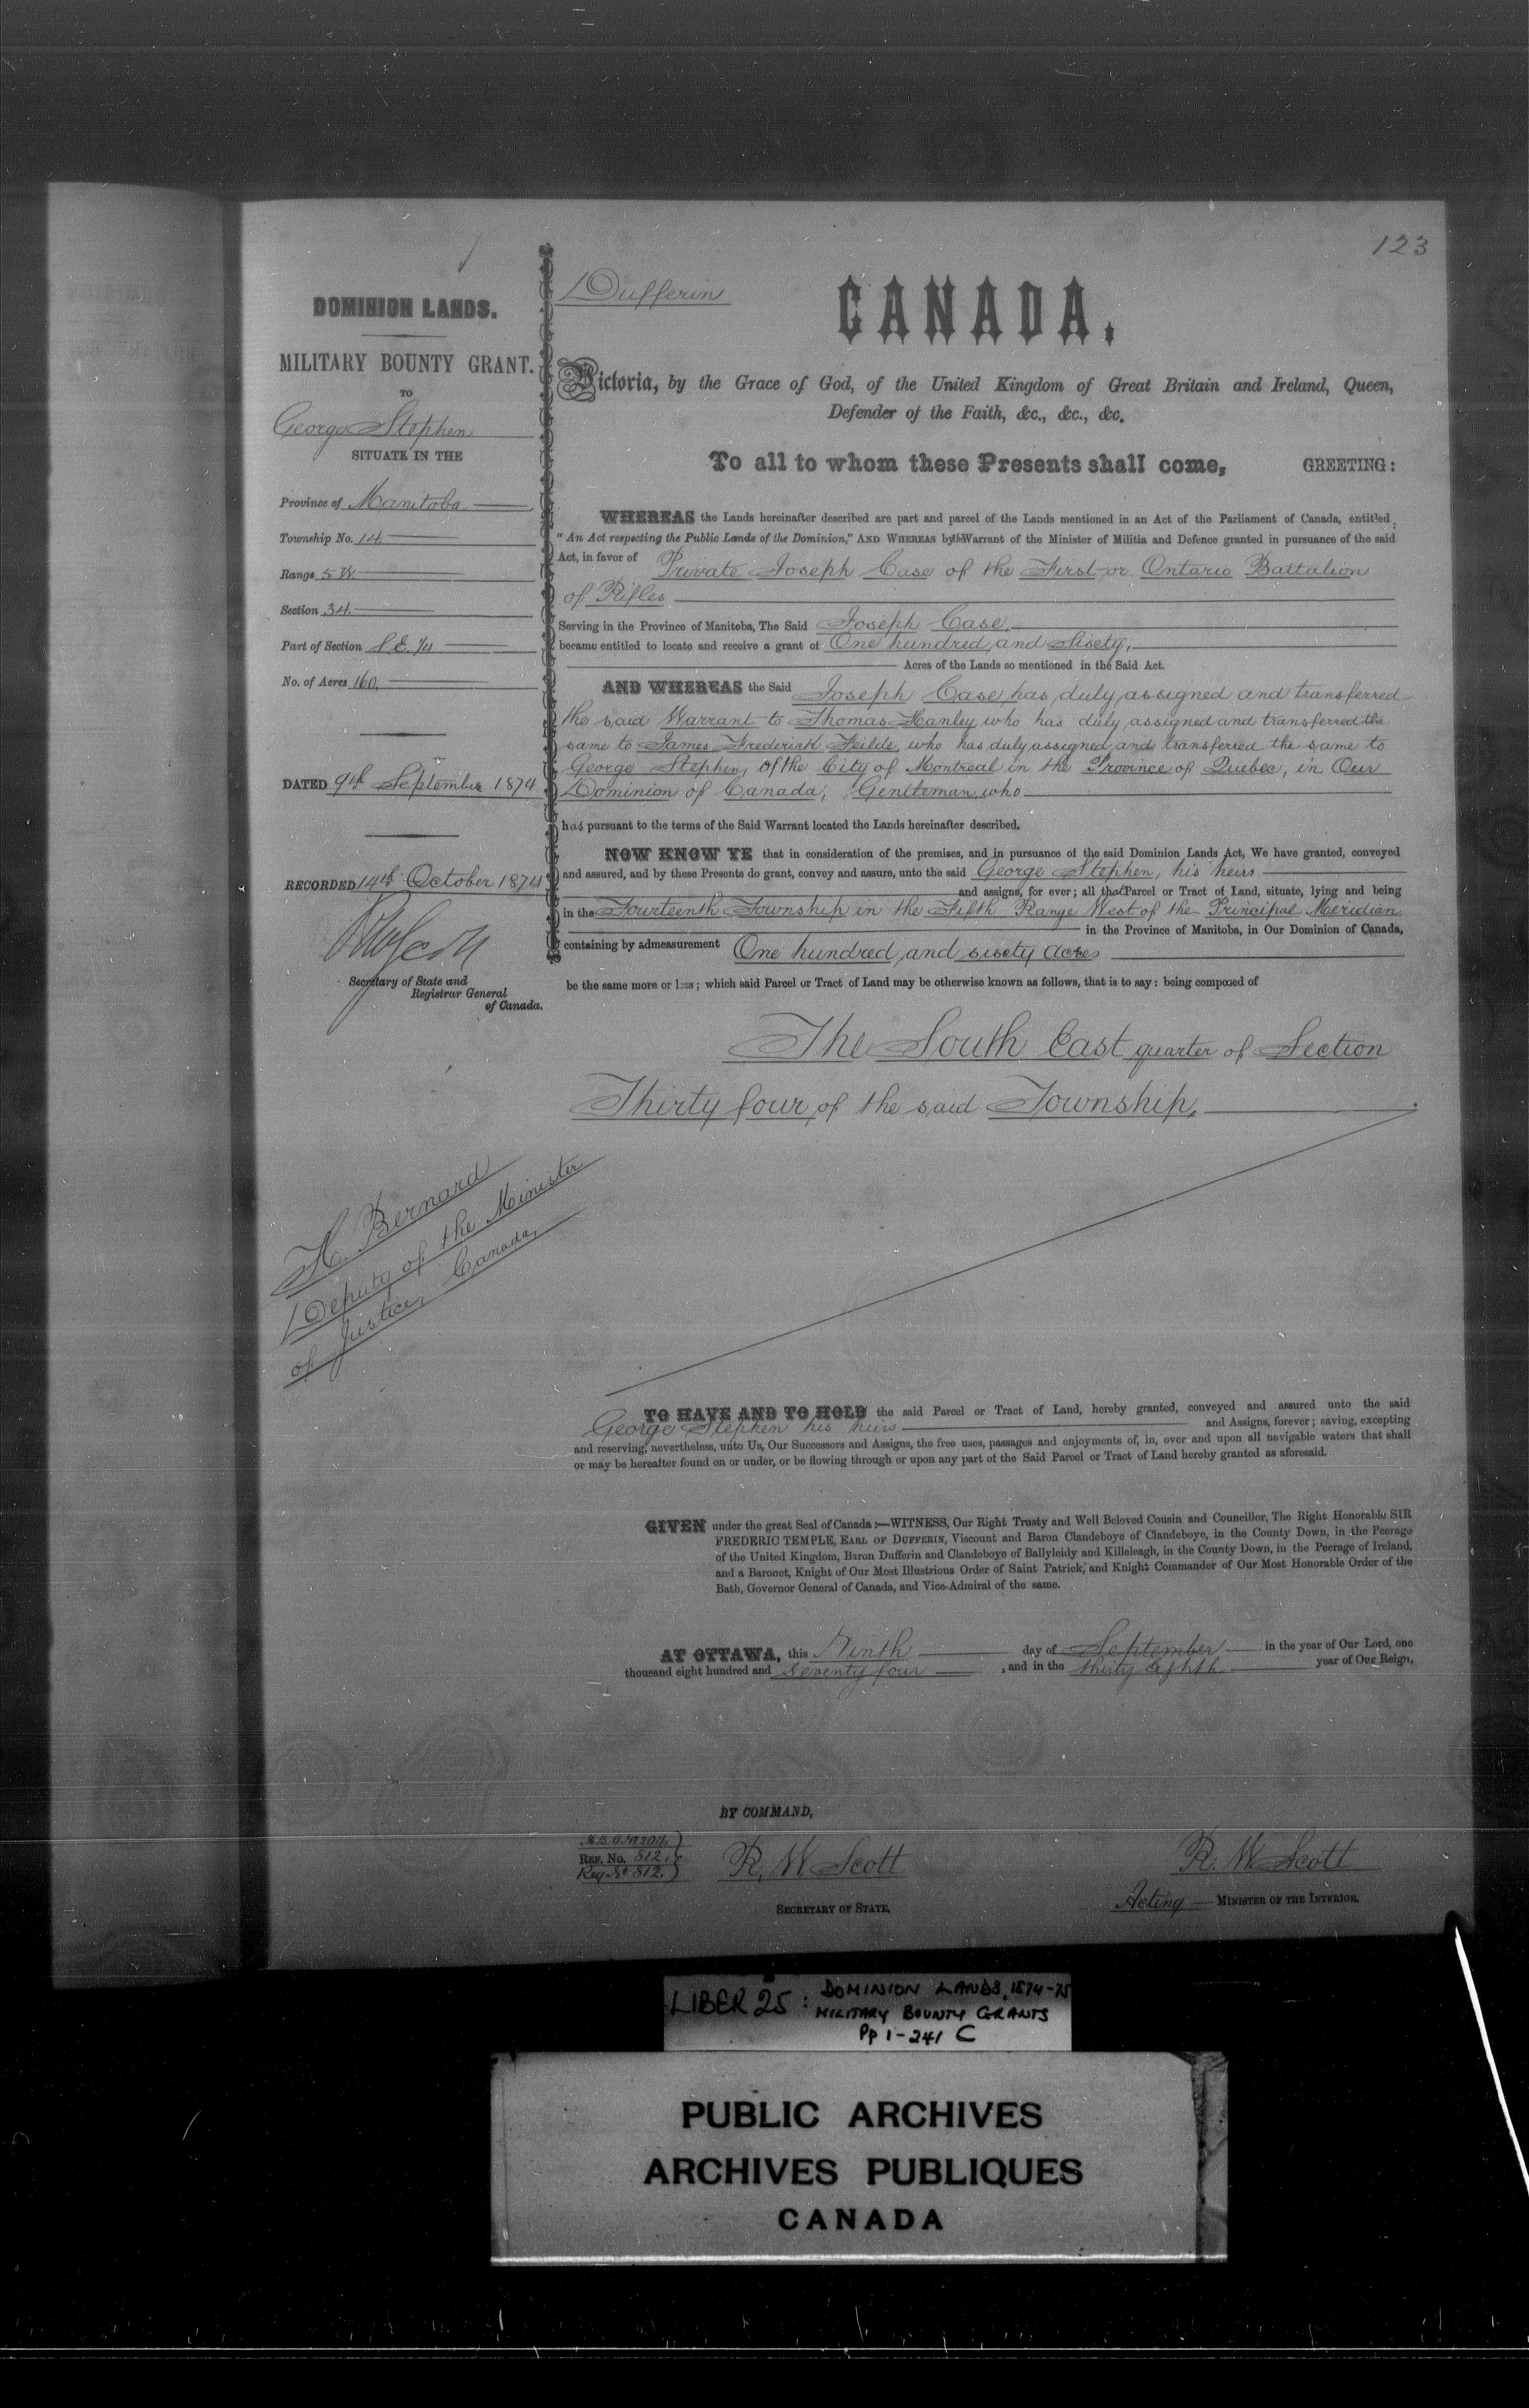 123
DOMINION LANDS.
MILITARY BOUNTY GRANT.
TO
George Stephen
SITUATE IN THE
Province of Manitoba
Township No. 14
Range 5 W
Section 34.
Part of Section S.E. 1/4
No. of Acres 160.
DATED 9th September 1874
RECORDED 14th October 1874
Secretary of State and
Registrar General
of Canada.
H. Bernard
Deputy of the Minister
of Justice, Canada,
Dufferin
CANADA.
Victoria, by the Grace of God, of the United Kingdom of Great Britain and Ireland, Queen,
Defender of the Faith, &c., &c., &c.
To all to whom these Presents shall come, GREETING:
WHEREAS the Lands hereinafter described are part and parcel of the Lands mentioned in an Act of the Parliament of Canada, entitled
"An Act respecting the Public Lands of the Dominion," AND WHEREAS by the Warrant of the Minister of Militia and Defence granted in pursuance of the said
Act, in favor of Private Joseph Case of the First or Ontario Battalion
of Rifles
Serving in the Province of Manitoba, The Said Joseph Case,
became entitled to locate and receive a grant of One hundred and Sixty,
Acres of the Lands so mentioned in the Said Act.
AND WHEREAS the Said Joseph Case has duly assigned and transferred
the said Warrant to Thomas Hanley who has duly assigned and transferred the
same to James Frederick Feilde, who has duly assigned and transferred the same to
George Stephen, of the City of Montreal in the Province of Quebec, in Our
Dominion of Canada, Gentleman, who
has pursuant to the terms of the Said Warrant located the Lands hereinafter described.
NOW KNOW YE that in consideration of the premises, and in pursuance of the said Dominion Lands Act, We have granted, conveyed
and assured, and by these Presents do grant, convey and assure, unto the said George Stephen, his heirs
and assigns, for ever; all that Parcel or Tract of Land, situate, lying and being
in the Fourteenth Township in the Fifth Range West of the Principal Meridian
in the Province of Manitoba, in Our Dominion of Canada,
containing by admeasurement One hundred and sixty acres
be the same more or less; which said Parcel or Tract of Land may be otherwise known as follows, that is to say: being composed of
The South East quarter of Section
Thirty four, of the said Township,
TO HAVE AND TO HOLD the said Parcel or Tract of Land, hereby granted, conveyed and assured unto the said
George Stephen his heirs and Assigns, forever; saving, excepting
and reserving, nevertheless, unto Us, Our Successors and Assigns, the free uses, passages and enjoyments of, in, over and upon all navigable waters that shall
or may be hereafter found on or under, or be flowing through or upon any part of the Said Parcel or Tract of Land hereby granted as aforesaid.
GIVEN under the great Seal of Canada:—WITNESS, Our Right Trusty and Well Beloved Cousin and Councillor, The Right Honorable SIR
FREDERIC TEMPLE, EARL OF DUFFERIN, Viscount and Baron Clandeboye of Clandeboye, in the County Down, in the Peerage
of the United Kingdom, Baron Dufferin and Clandeboye of Ballyleidy and Killeleagh, in the County Down, in the Peerage of Ireland,
and a Baronet, Knight of Our Most Illustrious Order of Saint Patrick, and Knight Commander of Our Most Honorable Order of the
Bath, Governor General of Canada, and Vice-Admiral of the same.
AT OTTAWA, this Ninth day of September in the year of Our Lord, one
thousand eight hundred and seventy four, and in the thirty eighth year of Our Reign.
BY COMMAND,
REF. No. 812.
Reg. No 812.
R. W Scott
SECRETARY OF STATE.
R. W Scott
Acting MINISTER OF THE INTERIOR.
LIBER 25: DOMINION LANDS, 1874-75
MILITARY BOUNTY GRANTS
Pp 1-241 C
PUBLIC ARCHIVES
ARCHIVES PUBLIQUES
CANADA